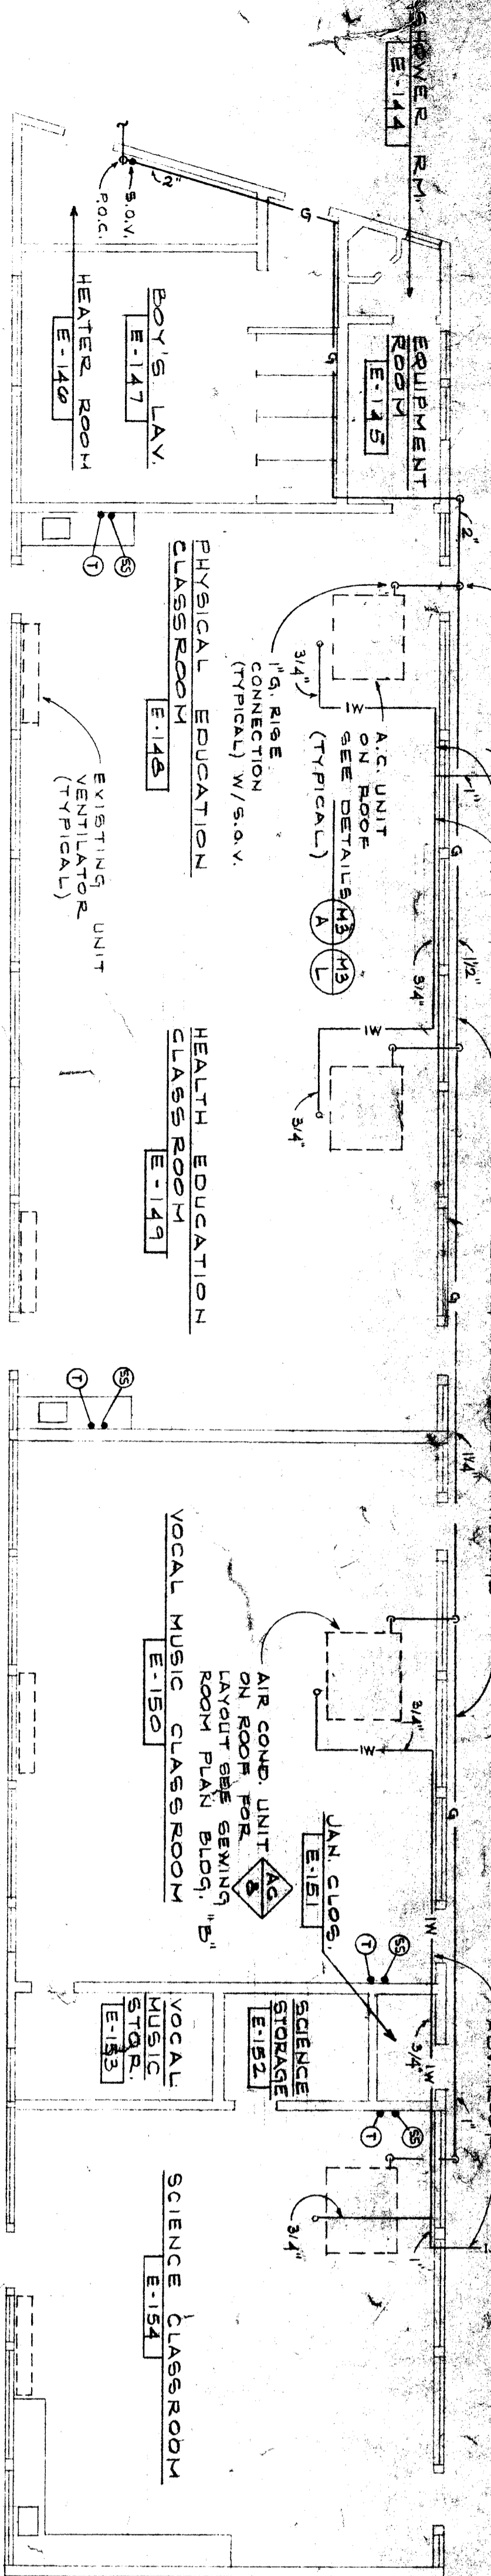 SHOWER RM.
E-144
EQUIPMENT
ROOM
E-145
2"
G
G
S.O.V.
P.O.C.
BOY'S LAV.
E-147
HEATER ROOM
E-146
2"
SS
T
PHYSICAL EDUCATION
CLASSROOM
E-148
1" G. RISE
CONNECTION
(TYPICAL) W/S.O.V.
3/4"
IW
A.C. UNIT
ON ROOF
SEE DETAILS
(TYPICAL)
M3
A
M3
L
1"
G
1 1/2"
3/4"
EXISTING UNIT
VENTILATOR
(TYPICAL)
IW
3/4"
HEALTH EDUCATION
CLASSROOM
E-149
G
SS
T
1 1/4"
VOCAL MUSIC CLASSROOM
E-150
AIR COND. UNIT
ON ROOF FOR
LAYOUT SEE SEWING
ROOM PLAN BLDG. "B"
AC
8
3/4"
IW
G
JAN. CLOS.
E-151
IW
SS
T
3/4"
IW
SCIENCE
STORAGE
E-152
VOCAL
MUSIC
STOR.
E-153
SS
T
1"
3/4"
1"
SCIENCE CLASSROOM
E-154